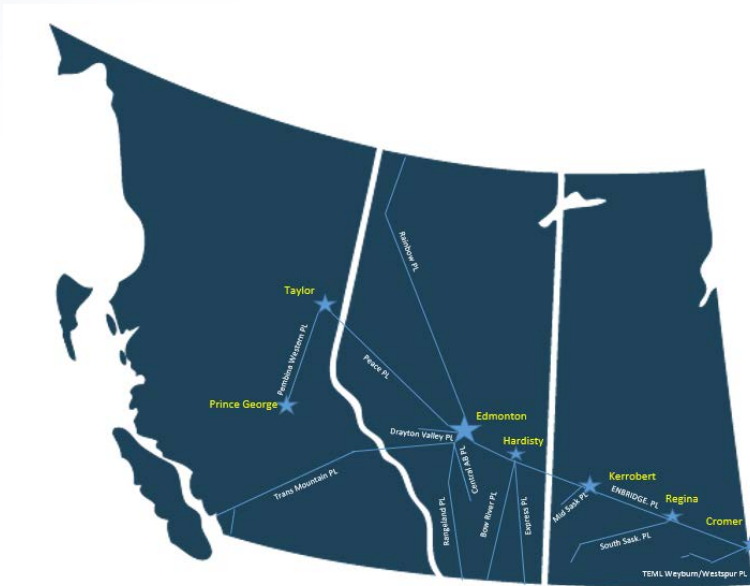 Rainbow PL
Taylor
Pembina Western PL
Peace PL
Prince George
Edmonton
Drayton Valley PL
Hardisty
Central AB PL
Trans Mountain PL
Kerrobert
ENBRIDGE. PL
Regina
Rangeland PL
Bow River PL
Express PL
Mid Sask PL
Cromer
South Sask. PL
TEML Weyburn/Westspur PL